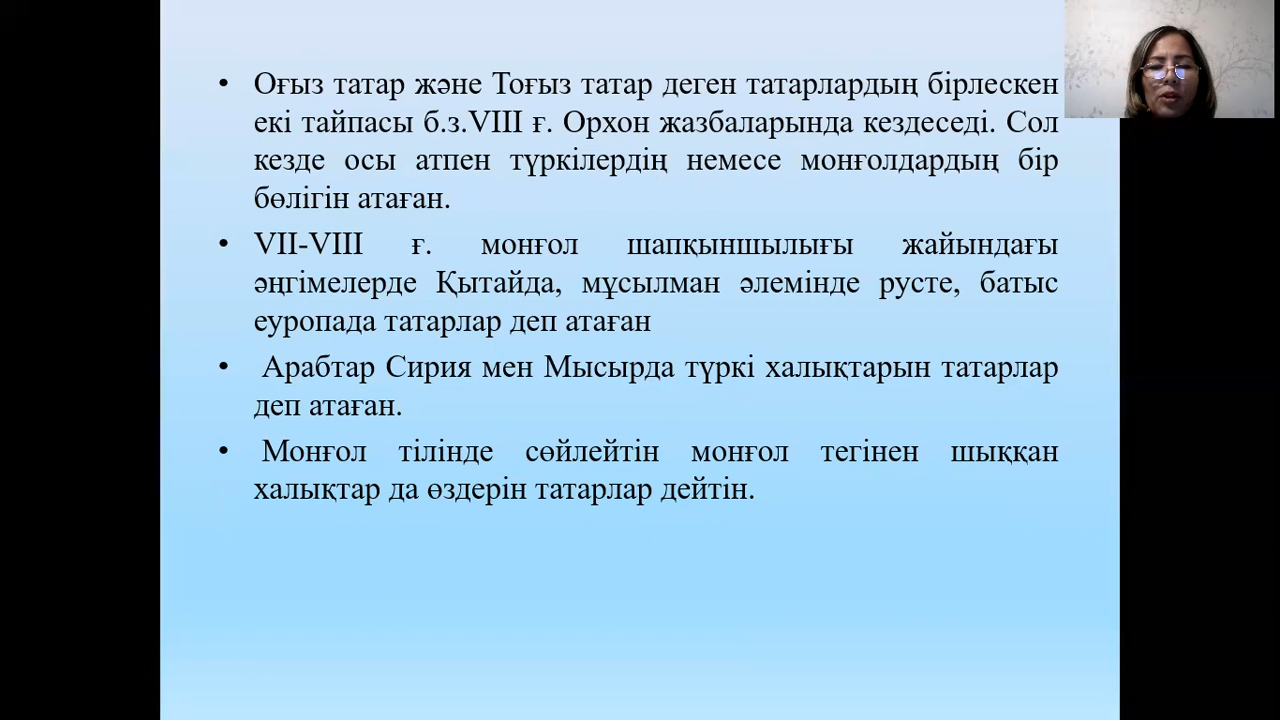 • Оғыз татар және Тоғыз татар деген татарлардың бірлескен
екі тайпасы б.з.VIII ғ. Орхон жазбаларында кездеседі. Сол
кезде осы атпен түркілердің немесе монғолдардың бір
бөлігін атаған.
• VII-VIII ғ. монғол шапқыншылығы жайындағы
әңгімелерде Қытайда, мұсылман әлемінде русте, батыс
еуропада татарлар деп атаған
• Арабтар Сирия мен Мысырда түркі халықтарын татарлар
деп атаған.
• Монғол тілінде сөйлейтін монғол тегінен шыққан
халықтар да өздерін татарлар дейтін.